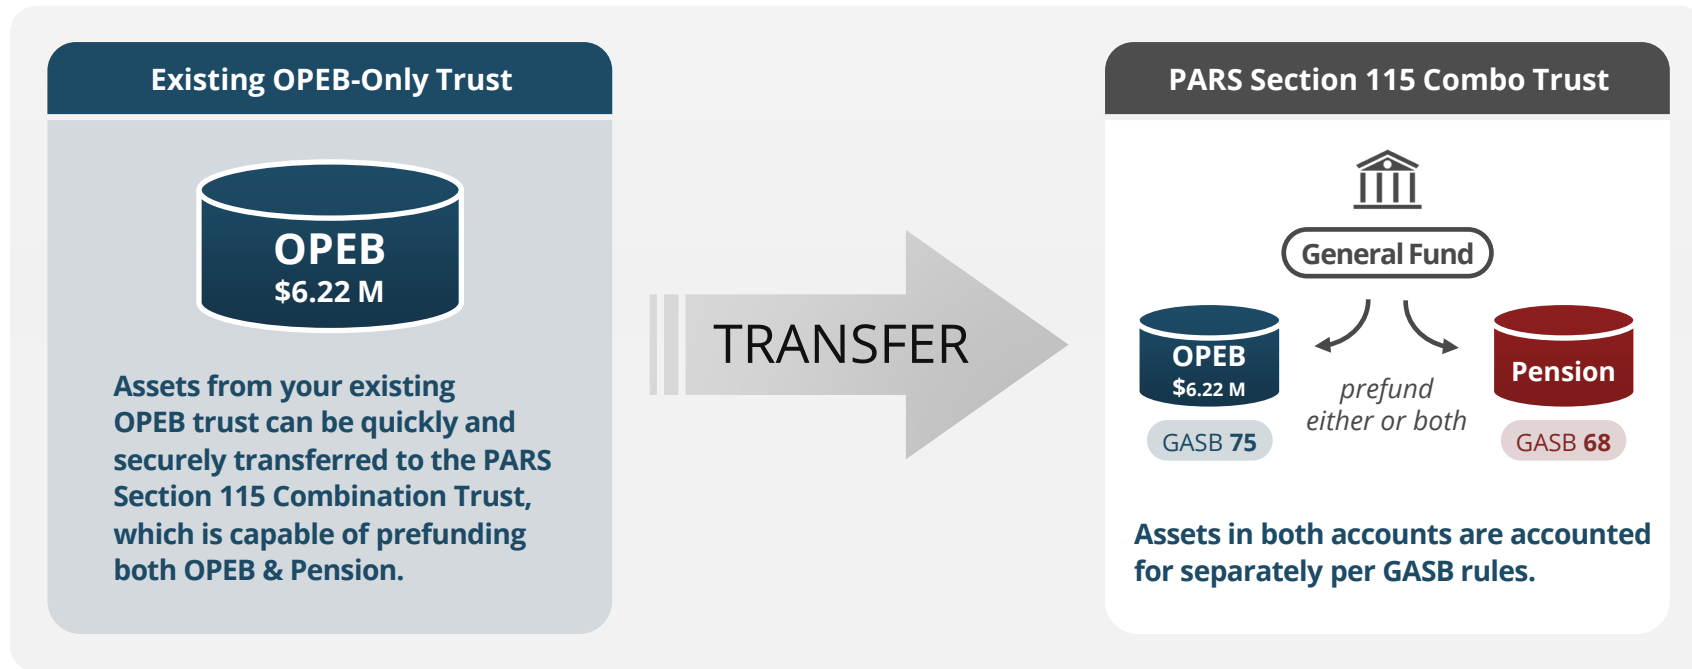 Existing OPEB-Only Trust
OPEB
$6.22 M
Assets from your existing
OPEB trust can be quickly and
securely transferred to the PARS
Section 115 Combination Trust,
which is capable of prefunding
both OPEB & Pension.
TRANSFER
PARS Section 115 Combo Trust
General Fund
OPEB
$6.22 M
prefund
either or both
Pension
GASB 75
GASB 68
Assets in both accounts are accounted
for separately per GASB rules.